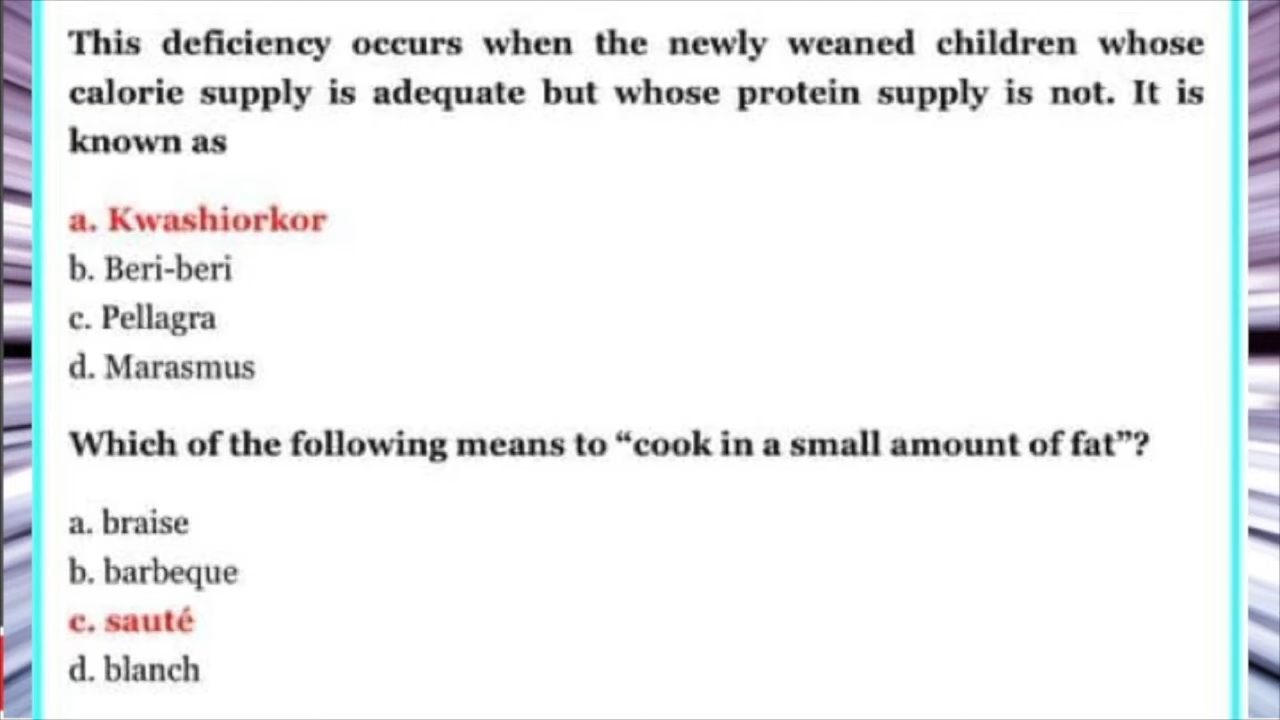 This deficiency occurs when the newly weaned children whose
calorie supply is adequate but whose protein supply is not. It is
known as
a. Kwashiorkor
b. Beri-beri
c. Pellagra
d. Marasmus
Which of the following means to “cook in a small amount of fat”?
a. braise
b. barbeque
c. sauté
d. blanch